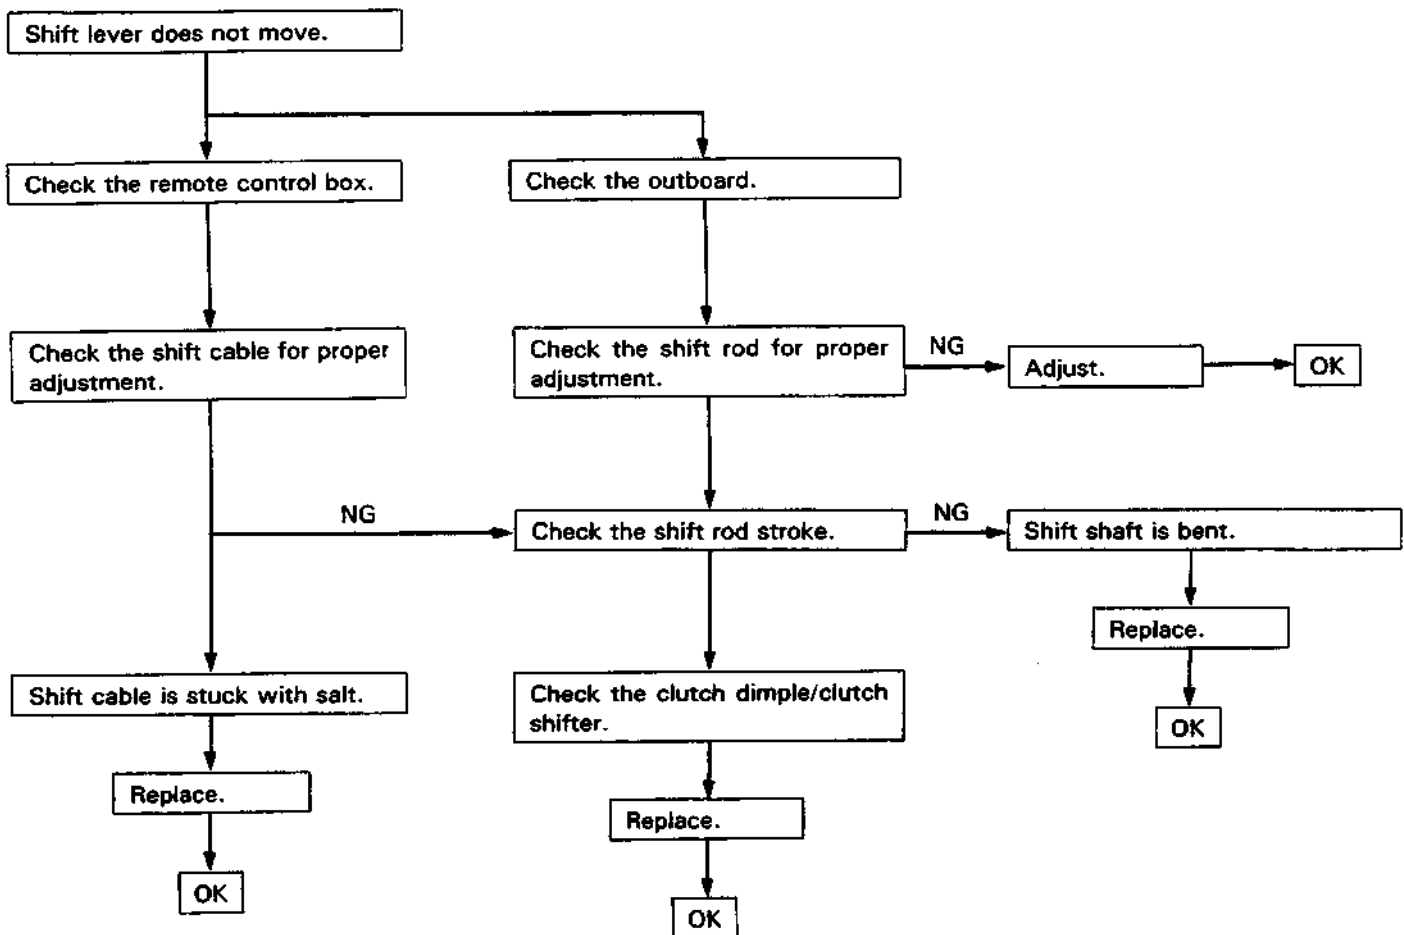 Shift lever does not move.
Check the remote control box.
Check the outboard.
Check the shift cable for proper
adjustment.
Check the shift rod for proper
adjustment.
NG
Adjust.
OK
NG
Check the shift rod stroke.
NG
Shift shaft is bent.
Replace.
OK
Shift cable is stuck with salt.
Replace.
OK
Check the clutch dimple/clutch
shifter.
Replace.
OK